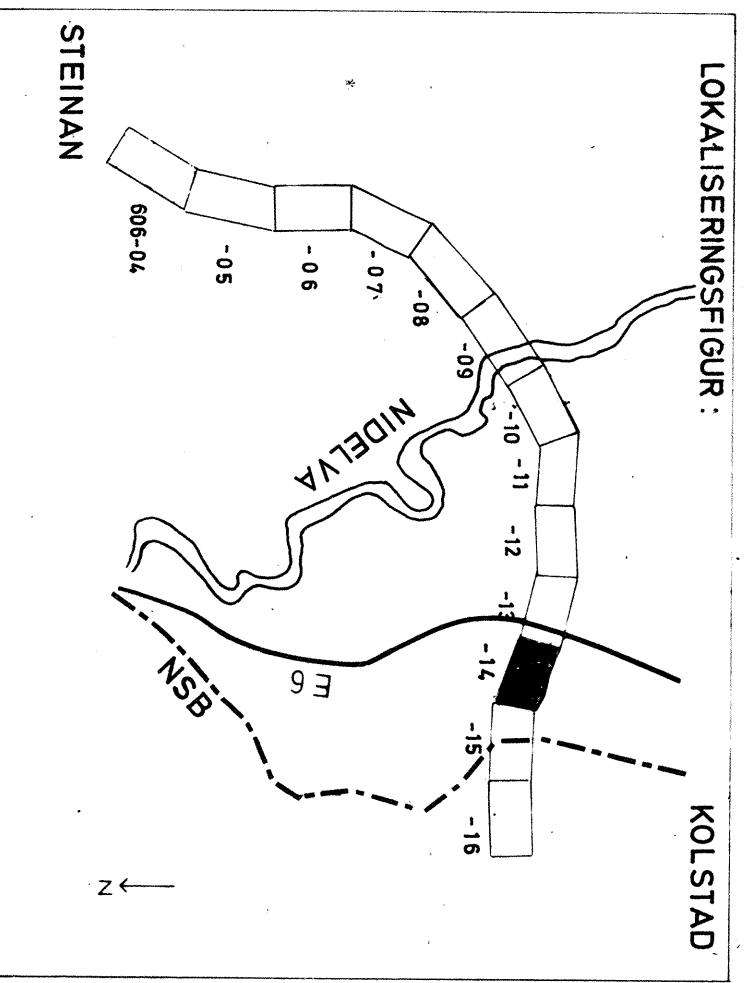 LOKALISERINGSFIGUR:
STEINAN
606-04
-05
-06
-07
-08
-09
-10
-11
-12
-13
-14
-15
-16
NIDELVA
E6
NSB
KOLSTAD
N